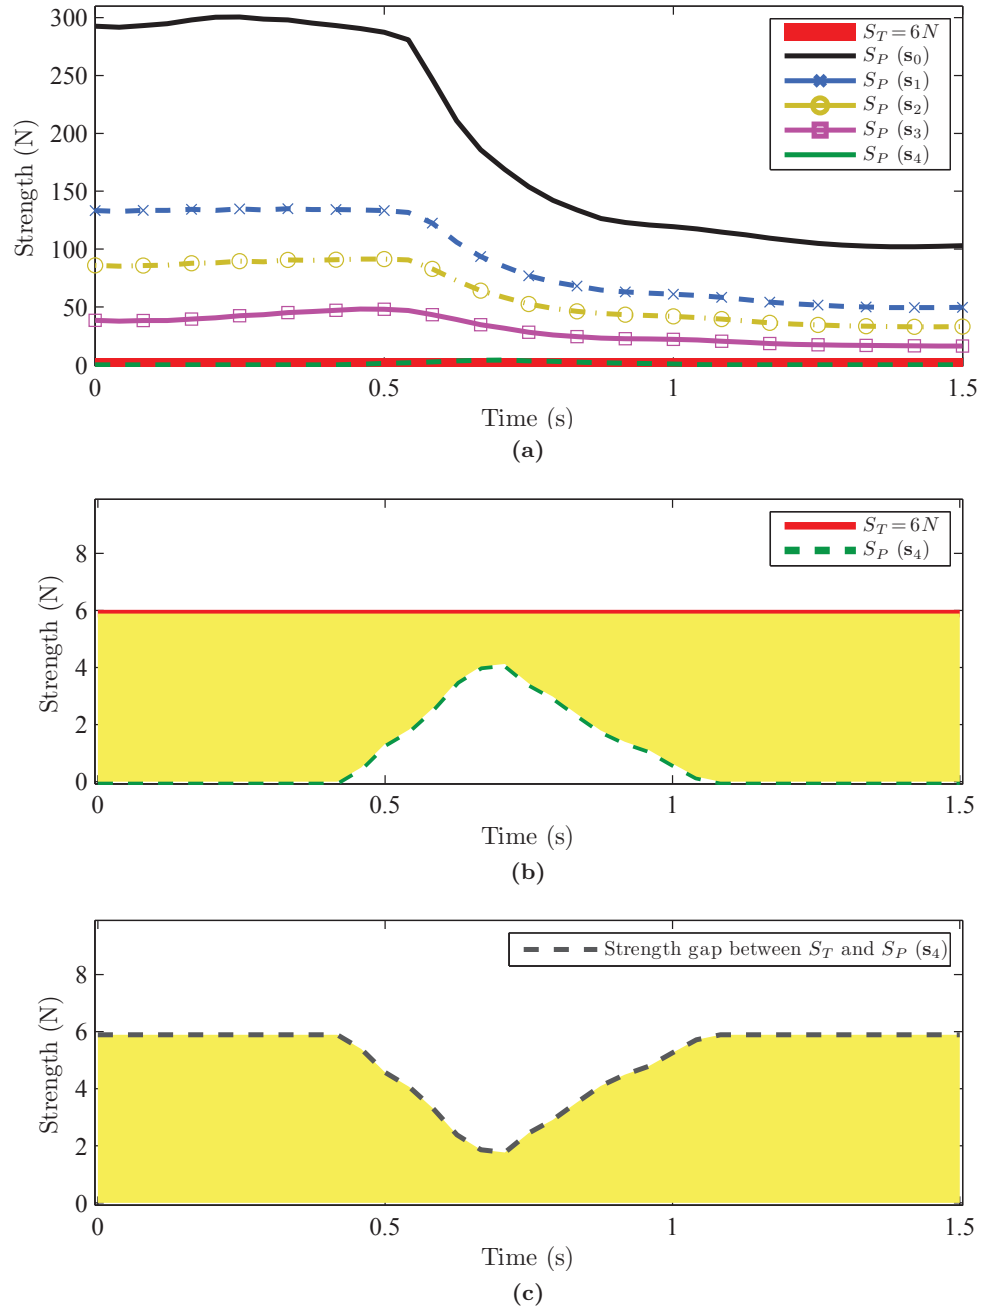 300
250
200
150
100
50
0
Strength (N)
S_T = 6N
S_P (s_0)
S_P (s_1)
S_P (s_2)
S_P (s_3)
S_P (s_4)
0 0.5 1 1.5
Time (s)
(a)
8
6
4
2
0
Strength (N)
S_T = 6N
S_P (s_4)
0 0.5 1 1.5
Time (s)
(b)
8
6
4
2
0
Strength (N)
Strength gap between S_T and S_P (s_4)
0 0.5 1 1.5
Time (s)
(c)